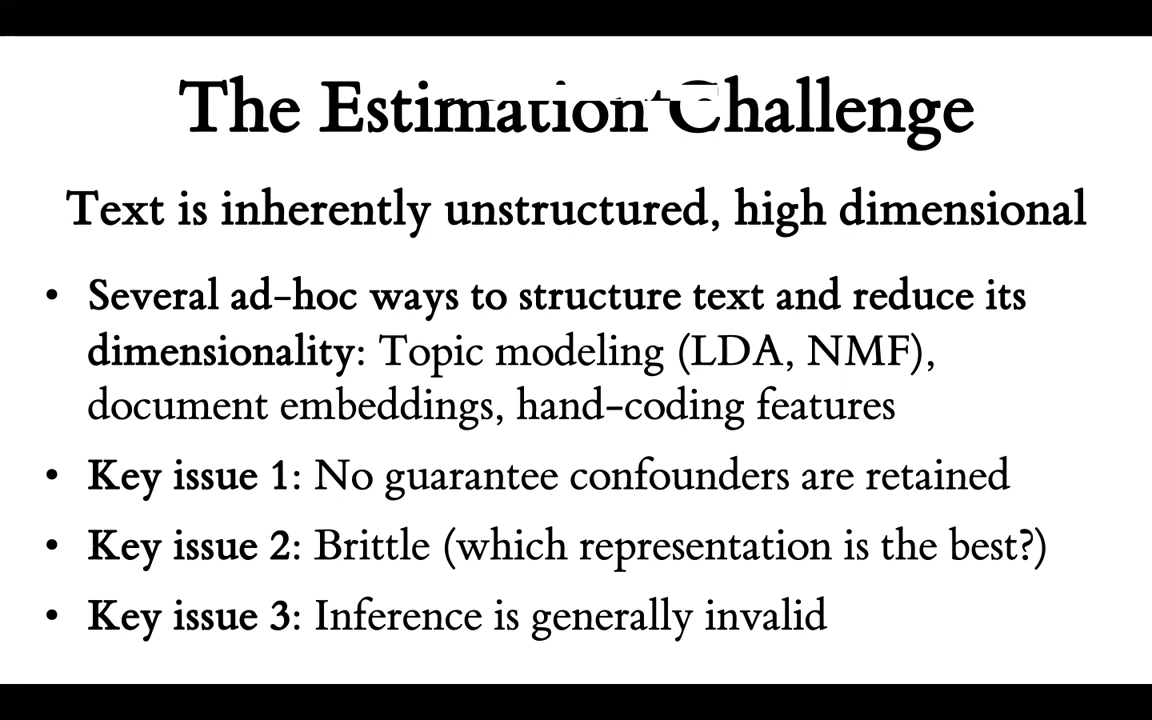 The Estimation Challenge
Text is inherently unstructured, high dimensional
• Several ad-hoc ways to structure text and reduce its
dimensionality: Topic modeling (LDA, NMF),
document embeddings, hand-coding features
• Key issue 1: No guarantee confounders are retained
• Key issue 2: Brittle (which representation is the best?)
• Key issue 3: Inference is generally invalid